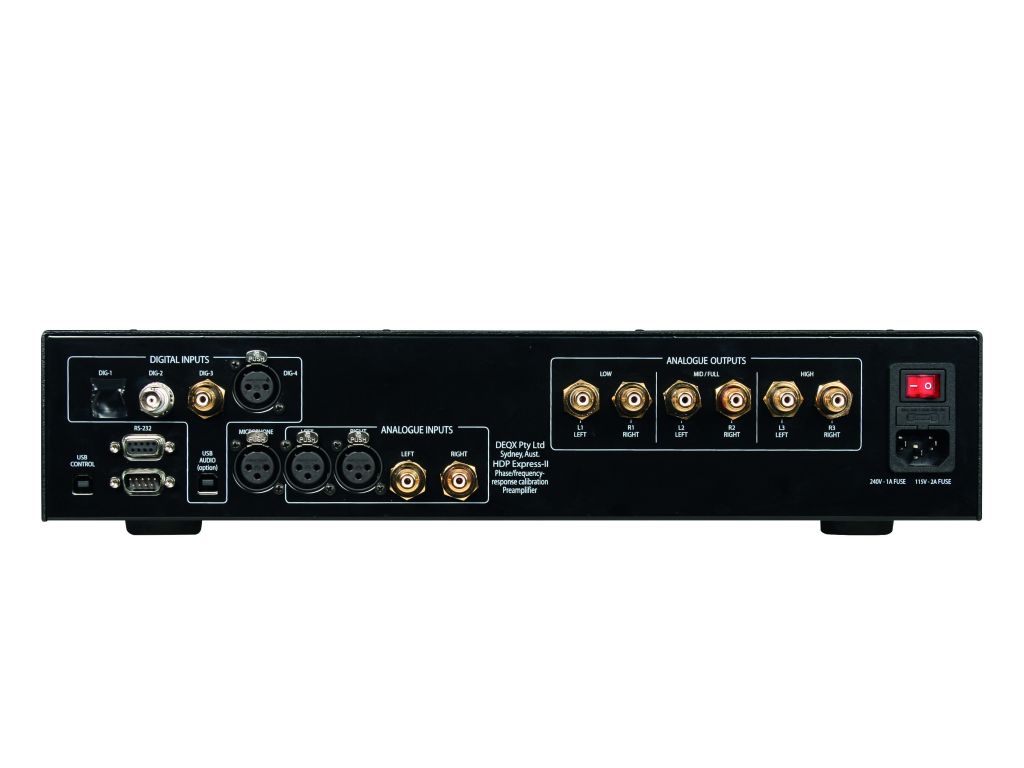 DIGITAL INPUTS
DIG-1
DIG-2
DIG-3
PUSH
DIG-4
RS-232
USB
CONTROL
USB
AUDIO
(option)
MICROPHONE
PUSH
LEFT
PUSH
RIGHT
PUSH
ANALOGUE INPUTS
LEFT
RIGHT
DEQX Pty Ltd
Sydney, Aust.
HDP Express-II
Phase/frequency-
response calibration
Preamplifier
ANALOGUE OUTPUTS
LOW
MID / FULL
HIGH
L1
LEFT
R1
RIGHT
L2
LEFT
R2
RIGHT
L3
LEFT
R3
RIGHT
240V - 1A FUSE
115V - 2A FUSE